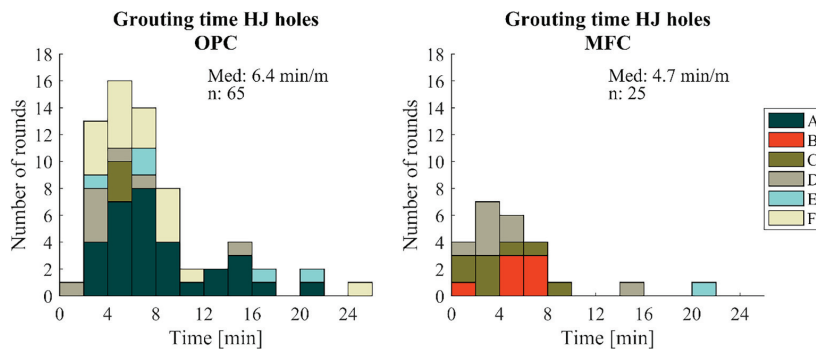 Grouting time HJ holes
OPC
Med: 6.4 min/m
n: 65
Number of rounds
18
16
14
12
10
8
6
4
2
0
0 4 8 12 16 20 24
Time [min]
Grouting time HJ holes
MFC
Med: 4.7 min/m
n: 25
Number of rounds
18
16
14
12
10
8
6
4
2
0
0 4 8 12 16 20 24
Time [min]
A
B
C
D
E
F